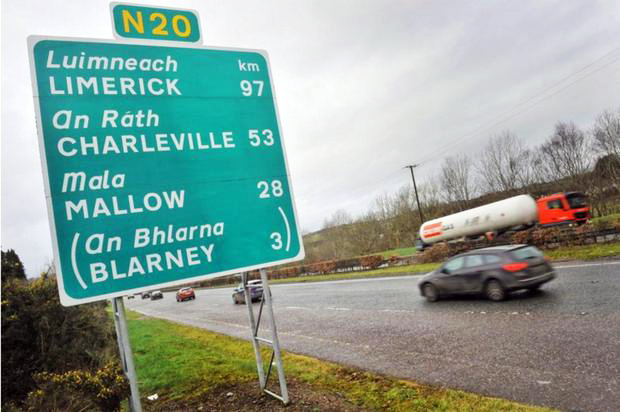 N20
Luimneach km
LIMERICK 97
An Ráth
CHARLEVILLE 53
Mala
MALLOW 28
(An Bhlarna
BLARNEY 3)